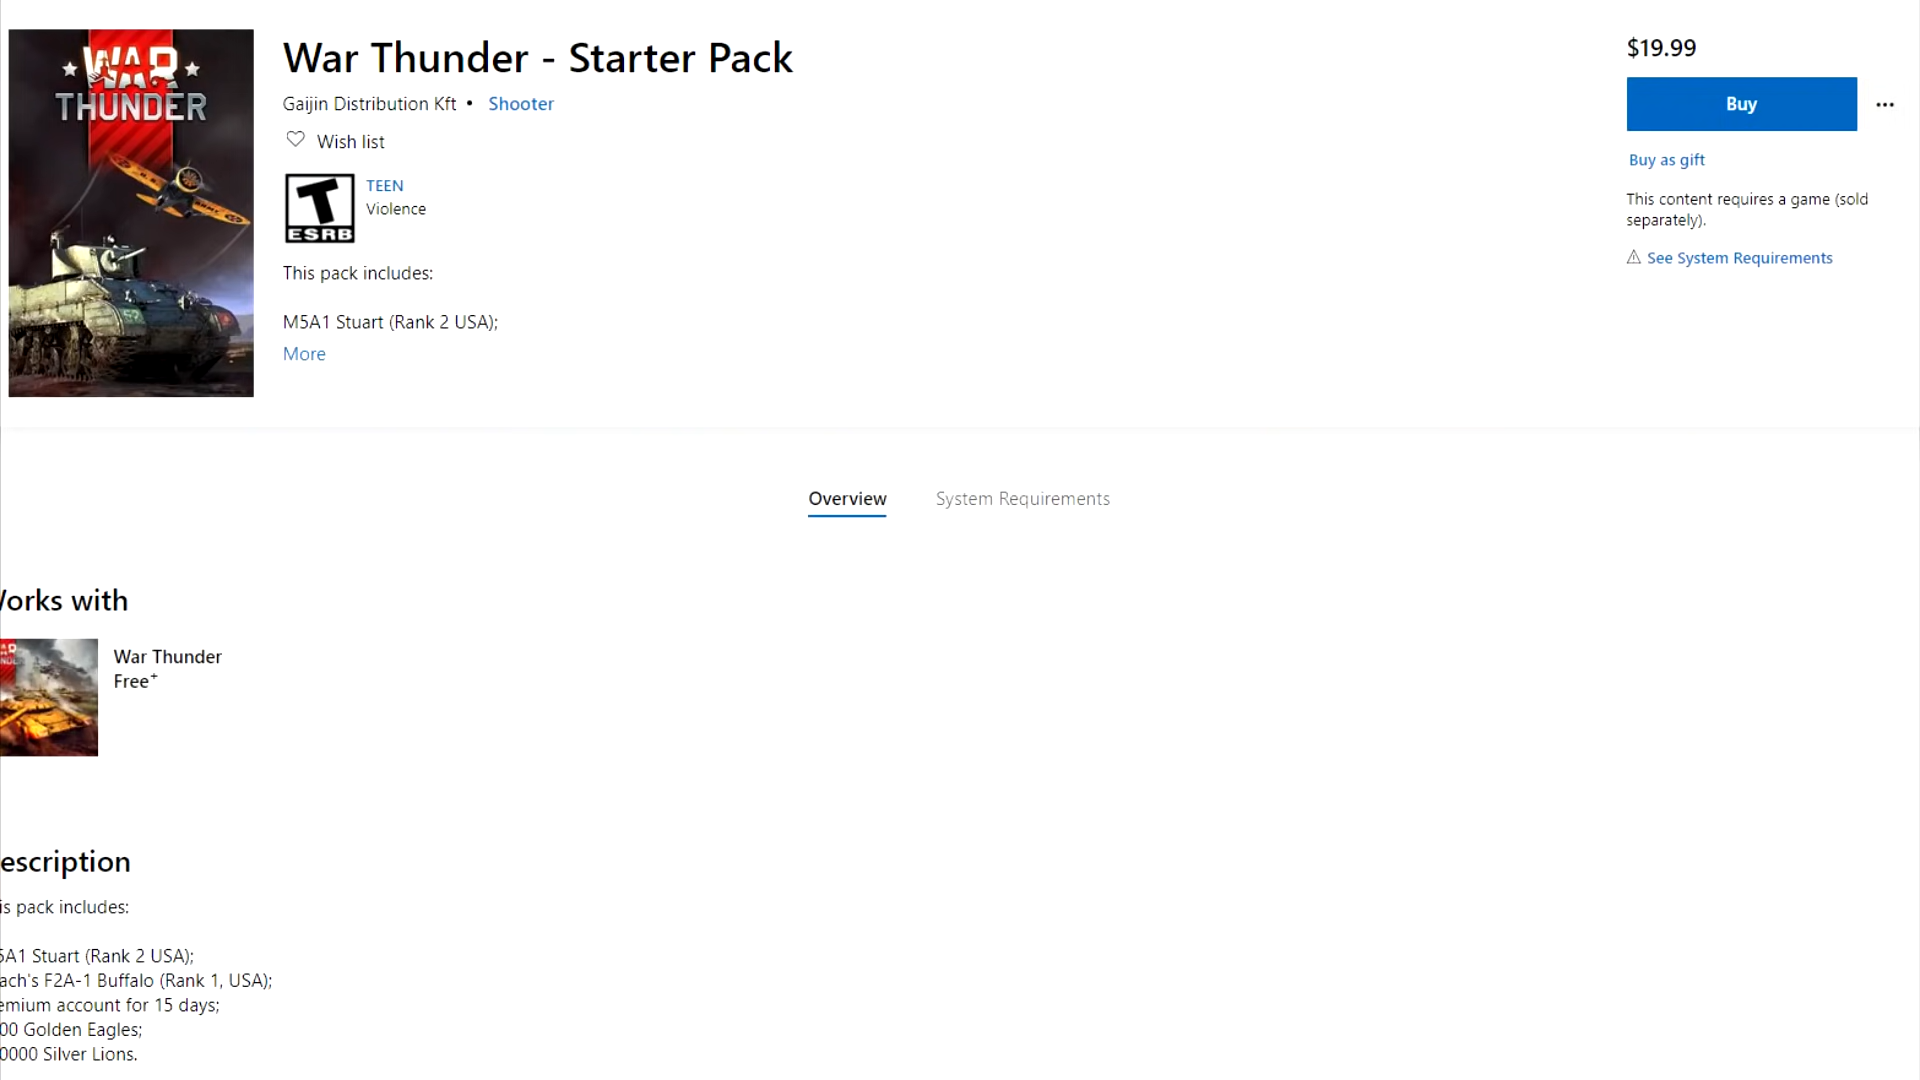 WAR
THUNDER
War Thunder - Starter Pack
Gaijin Distribution Kft • Shooter
Wish list
T
ESRB
TEEN
Violence
This pack includes:
M5A1 Stuart (Rank 2 USA);
More
$19.99
Buy
Buy as gift
This content requires a game (sold
separately).
See System Requirements
Overview
System Requirements
orks with
War Thunder
Free+
escription
is pack includes:
5A1 Stuart (Rank 2 USA);
ach's F2A-1 Buffalo (Rank 1, USA);
emium account for 15 days;
00 Golden Eagles;
0000 Silver Lions.